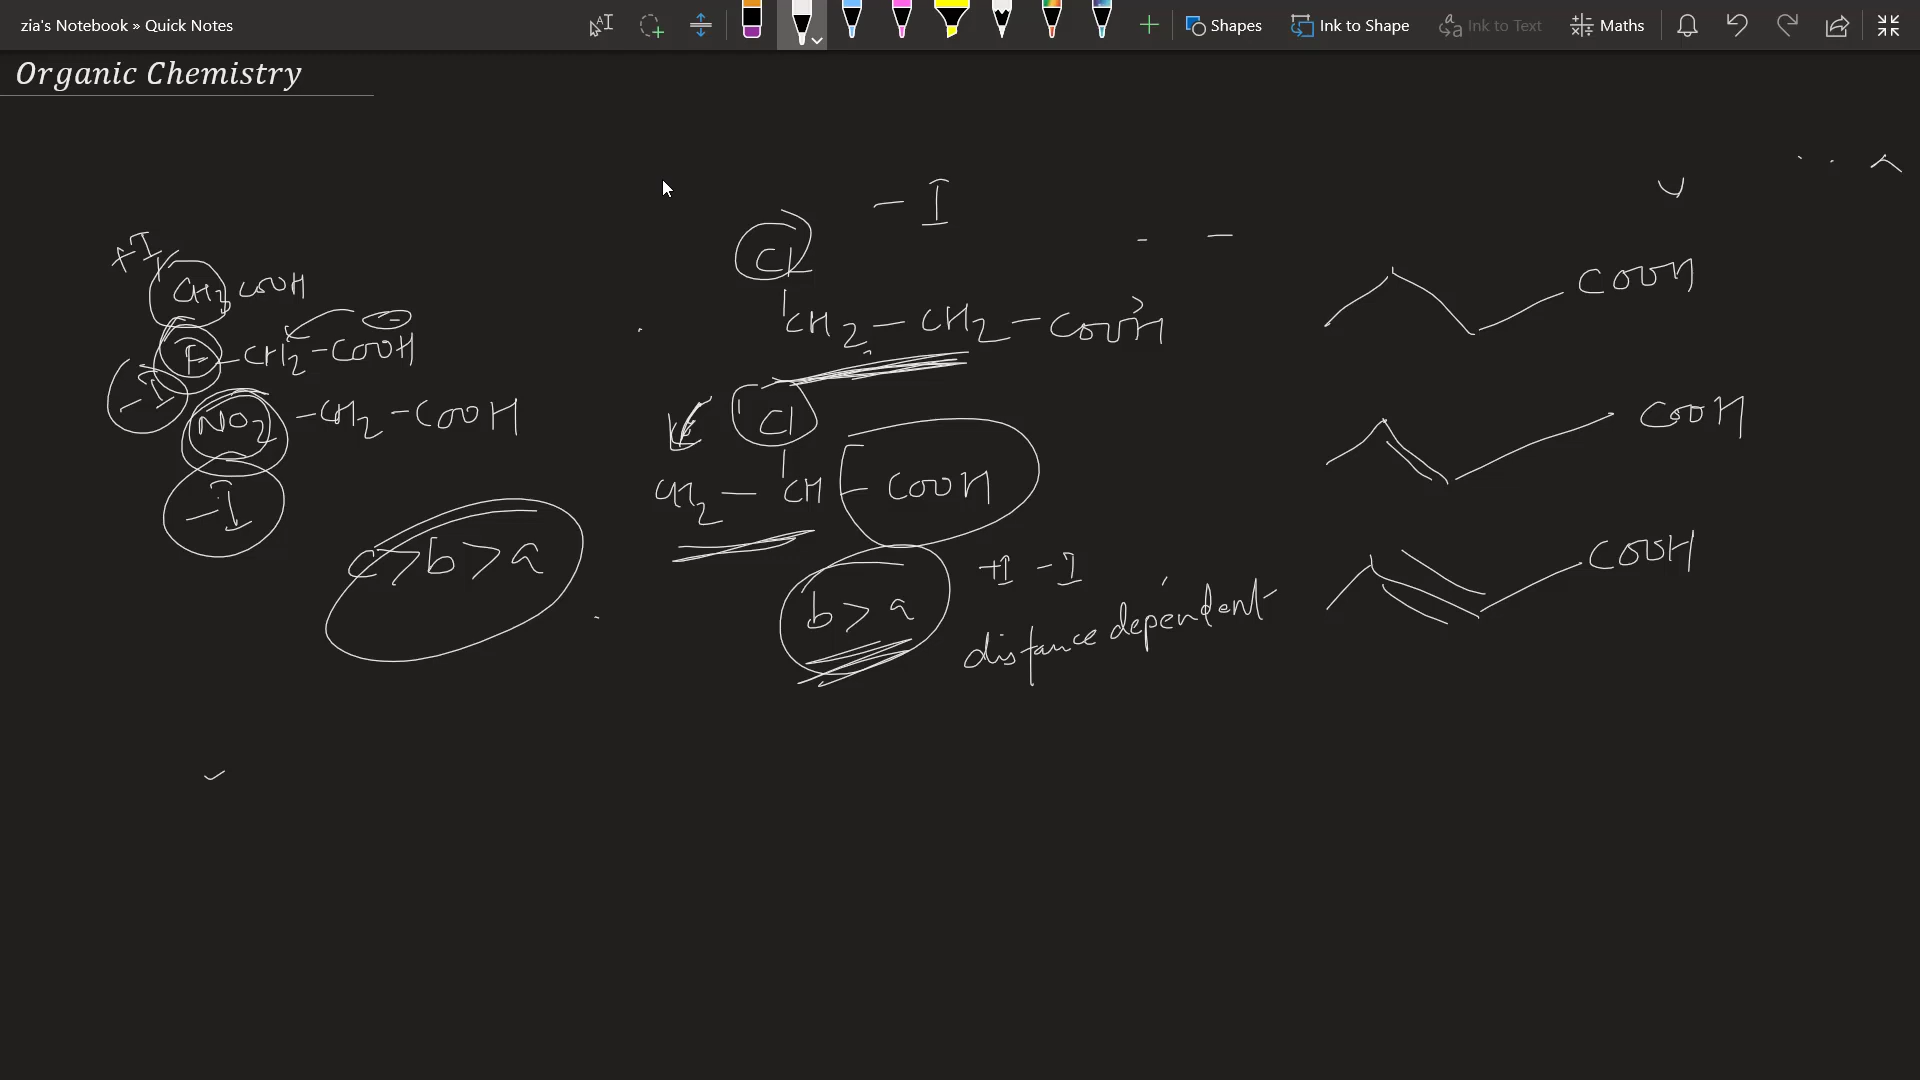 zia's Notebook » Quick Notes
Shapes
Ink to Shape
Ink to Text
Maths
Organic Chemistry
+I
CH3 COOH
F-CH2-COOH
-I
NO2-CH2-COOH
-I
c>b>a
-I
Cl
CH2-CH2-COOH
Cl
CH2-CH-COOH
b>a
+I -I
distance dependent
COOH
COOH
COOH